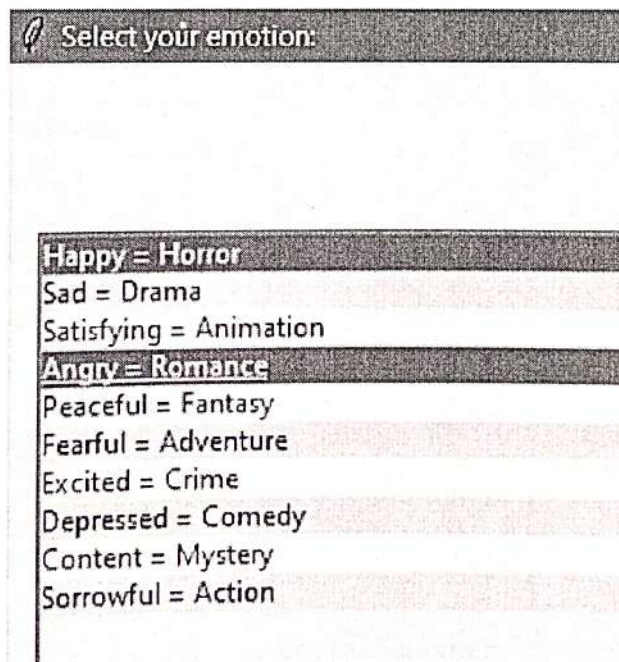 Select your emotion:
Happy = Horror
Sad = Drama
Satisfying = Animation
Angry = Romance
Peaceful = Fantasy
Fearful = Adventure
Excited = Crime
Depressed = Comedy
Content = Mystery
Sorrowful = Action